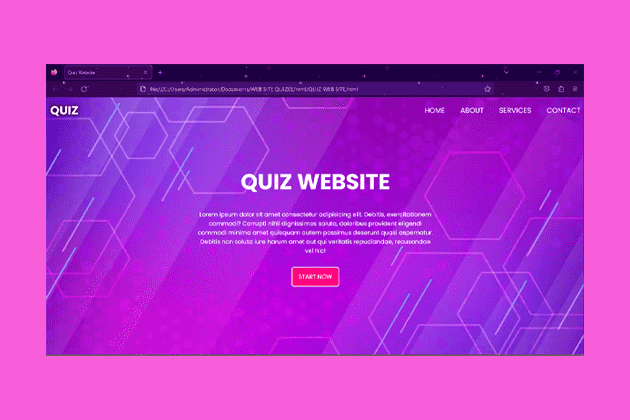 Quiz Website
file:///C:/Users/Administrator/Documents/WEB SITE QUIZES/html/QUIZ WEB SITE.html
QUIZ
HOME ABOUT SERVICES CONTACT
QUIZ WEBSITE
Lorem ipsum dolor sit amet consectetur adipisicing elit. Debitis, exercitationem
commodi? Corrupti nihil dignissimos soluta, doloribus provident eligendi
commodi minima amet quisquam autem possimus deserunt quasi aspernatur.
Debitis non soluta iure harum amet aut qui veritatis repudiandae, recusandae
vel hic!
START NOW